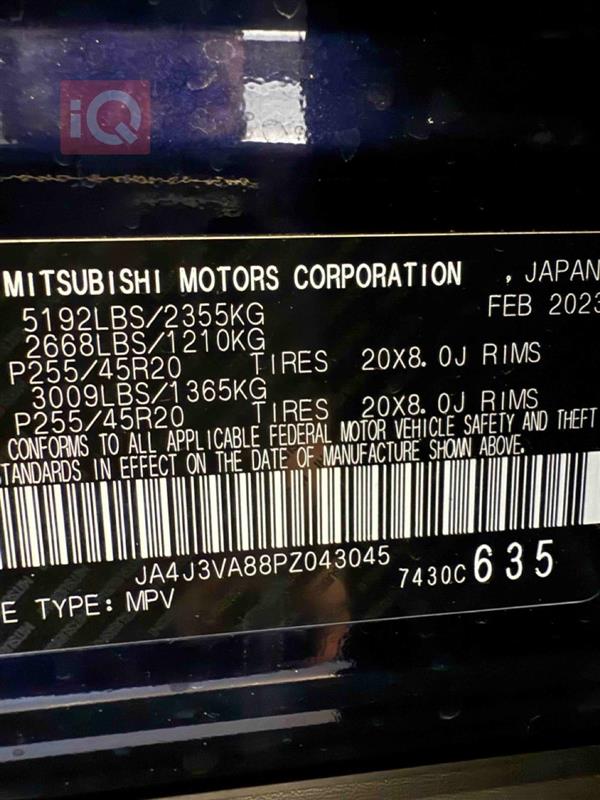 iQ
MITSUBISHI MOTORS CORPORATION , JAPAN
5192LBS/2355KG FEB 2023
2668LBS/1210KG
P255/45R20 TIRES 20X8.0J RIMS
3009LBS/1365KG
P255/45R20 TIRES 20X8.0J RIMS
CONFORMS TO ALL APPLICABLE FEDERAL MOTOR VEHICLE SAFETY AND THEFT
TANDARDS IN EFFECT ON THE DATE OF MANUFACTURE SHOWN ABOVE.
JA4J3VA88PZ043045 7430C 635
E TYPE: MPV